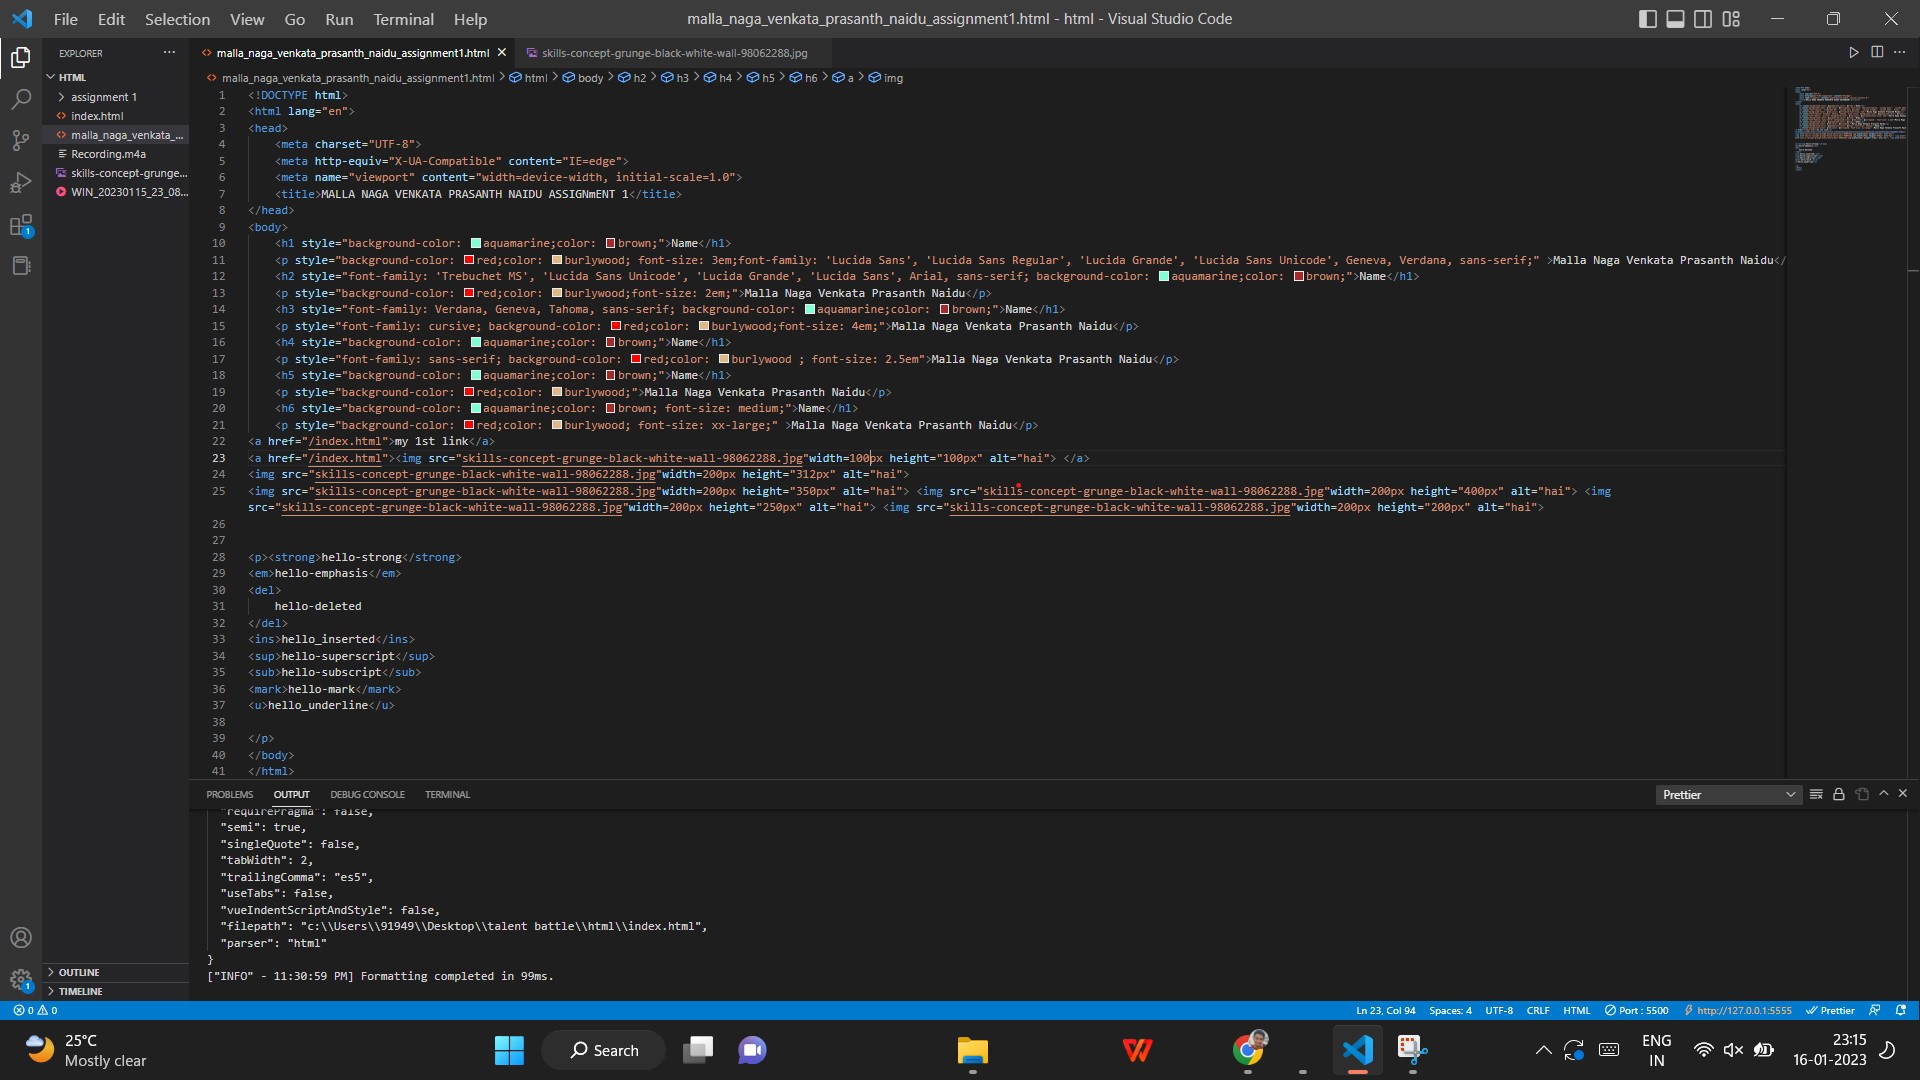 File Edit Selection View Go Run Terminal Help malla_naga_venkata_prasanth_naidu_assignment1.html - html - Visual Studio Code
EXPLORER
HTML
assignment 1
index.html
malla_naga_venkata_...
Recording.m4a
skills-concept-grunge...
WIN_20230115_23_08...
OUTLINE
TIMELINE
malla_naga_venkata_prasanth_naidu_assignment1.html skills-concept-grunge-black-white-wall-98062288.jpg
malla_naga_venkata_prasanth_naidu_assignment1.html > html > body > h2 > h3 > h4 > h5 > h6 > a > img
1 <!DOCTYPE html>
2 <html lang="en">
3 <head>
4 <meta charset="UTF-8">
5 <meta http-equiv="X-UA-Compatible" content="IE=edge">
6 <meta name="viewport" content="width=device-width, initial-scale=1.0">
7 <title>MALLA NAGA VENKATA PRASANTH NAIDU ASSIGNmENT 1</title>
8 </head>
9 <body>
10 <h1 style="background-color: aquamarine;color: brown;">Name</h1>
11 <p style="background-color: red;color: burlywood; font-size: 3em;font-family: 'Lucida Sans', 'Lucida Sans Regular', 'Lucida Grande', 'Lucida Sans Unicode', Geneva, Verdana, sans-serif;" >Malla Naga Venkata Prasanth Naidu</
12 <h2 style="font-family: 'Trebuchet MS', 'Lucida Sans Unicode', 'Lucida Grande', 'Lucida Sans', Arial, sans-serif; background-color: aquamarine;color: brown;">Name</h1>
13 <p style="background-color: red;color: burlywood;font-size: 2em;">Malla Naga Venkata Prasanth Naidu</p>
14 <h3 style="font-family: Verdana, Geneva, Tahoma, sans-serif; background-color: aquamarine;color: brown;">Name</h1>
15 <p style="font-family: cursive; background-color: red;color: burlywood;font-size: 4em;">Malla Naga Venkata Prasanth Naidu</p>
16 <h4 style="background-color: aquamarine;color: brown;">Name</h1>
17 <p style="font-family: sans-serif; background-color: red;color: burlywood ; font-size: 2.5em">Malla Naga Venkata Prasanth Naidu</p>
18 <h5 style="background-color: aquamarine;color: brown;">Name</h1>
19 <p style="background-color: red;color: burlywood;">Malla Naga Venkata Prasanth Naidu</p>
20 <h6 style="background-color: aquamarine;color: brown; font-size: medium;">Name</h1>
21 <p style="background-color: red;color: burlywood; font-size: xx-large;" >Malla Naga Venkata Prasanth Naidu</p>
22 <a href="/index.html">my 1st link</a>
23 <a href="/index.html"><img src="skills-concept-grunge-black-white-wall-98062288.jpg"width=100px height="100px" alt="hai"> </a>
24 <img src="skills-concept-grunge-black-white-wall-98062288.jpg"width=200px height="312px" alt="hai">
25 <img src="skills-concept-grunge-black-white-wall-98062288.jpg"width=200px height="350px" alt="hai"> <img src="skills-concept-grunge-black-white-wall-98062288.jpg"width=200px height="400px" alt="hai"> <img
src="skills-concept-grunge-black-white-wall-98062288.jpg"width=200px height="250px" alt="hai"> <img src="skills-concept-grunge-black-white-wall-98062288.jpg"width=200px height="200px" alt="hai">
26
27
28 <p><strong>hello-strong</strong>
29 <em>hello-emphasis</em>
30 <del>
31 hello-deleted
32 </del>
33 <ins>hello_inserted</ins>
34 <sup>hello-superscript</sup>
35 <sub>hello-subscript</sub>
36 <mark>hello-mark</mark>
37 <u>hello_underline</u>
38
39 </p>
40 </body>
41 </html>
PROBLEMS OUTPUT DEBUG CONSOLE TERMINAL Prettier
"requirePragma": false,
"semi": true,
"singleQuote": false,
"tabWidth": 2,
"trailingComma": "es5",
"useTabs": false,
"vueIndentScriptAndStyle": false,
"filepath": "c:\\Users\\91949\\Desktop\\talent battle\\html\\index.html",
"parser": "html"
}
["INFO" - 11:30:59 PM] Formatting completed in 99ms.
0 0 Ln 23, Col 94 Spaces: 4 UTF-8 CRLF HTML Port : 5500 http://127.0.0.1:5555 Prettier
25°C
Mostly clear
Search
ENG
IN
23:15
16-01-2023